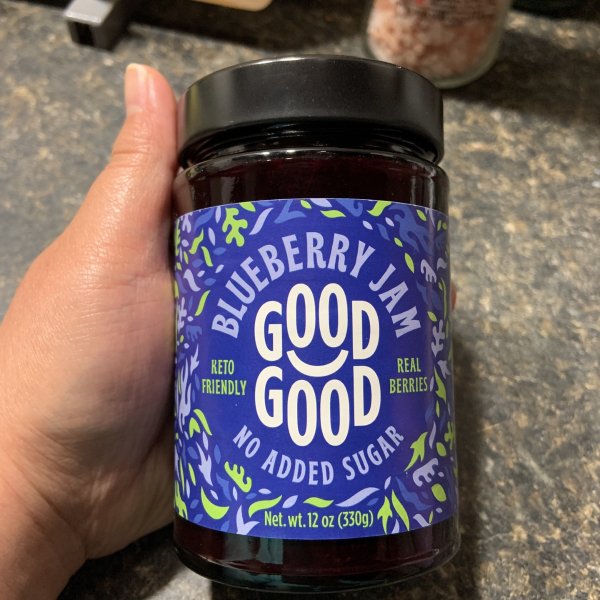 BLUEBERRY JAM
GOOD
GOOD
KETO
FRIENDLY
REAL
BERRIES
NO ADDED SUGAR
Net. wt. 12 oz (330g)